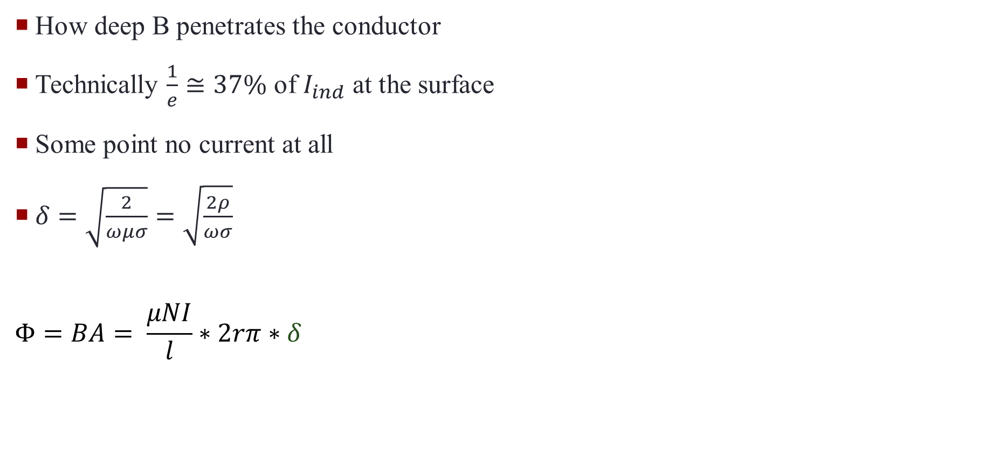 ▪ How deep B penetrates the conductor
▪ Technically $\frac{1}{e} \cong 37\%$ of $I_{ind}$ at the surface
▪ Some point no current at all
▪ $\delta = \sqrt{\frac{2}{\omega\mu\sigma}} = \sqrt{\frac{2\rho}{\omega\sigma}}$
$\Phi = BA = \frac{\mu NI}{l} * 2r\pi * \delta$